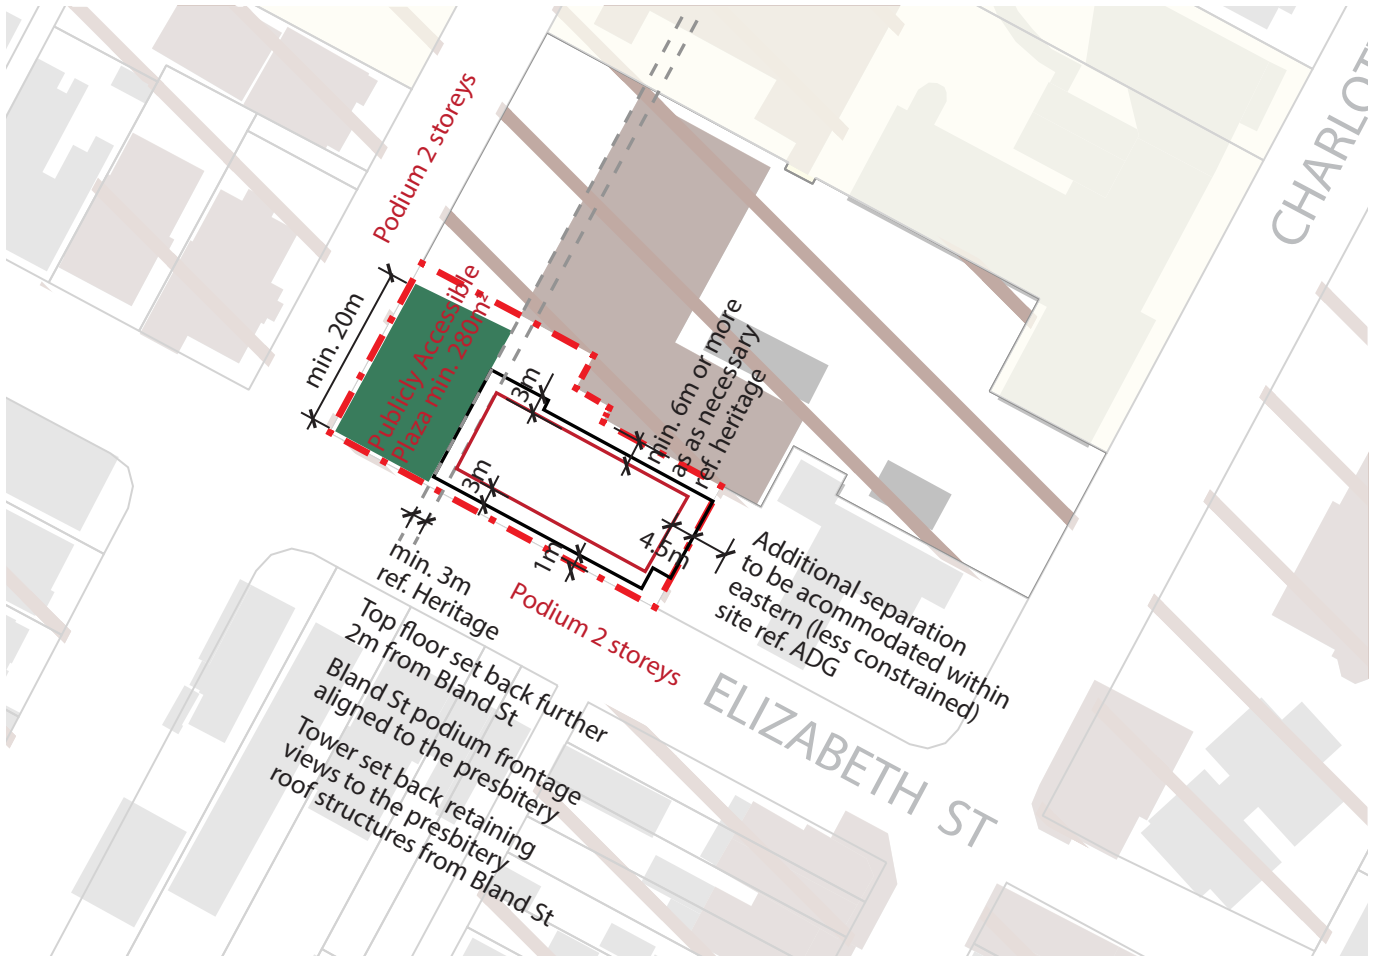 Podium 2 storeys
CHARLOT
min. 20m
Publicly Accessible
Plaza min. 280m²
3m
min. 6m or more
as as necessary
ref. heritage
3m
1m
4.5m
min. 3m
ref. Heritage
Podium 2 storeys
Additional separation
to be acommodated within
eastern (less constrained)
site ref. ADG
Top floor set back further
2m from Bland St
Bland St podium frontage
aligned to the presbitery
Tower set back retaining
views to the presbitery
roof structures from Bland St
ELIZABETH ST